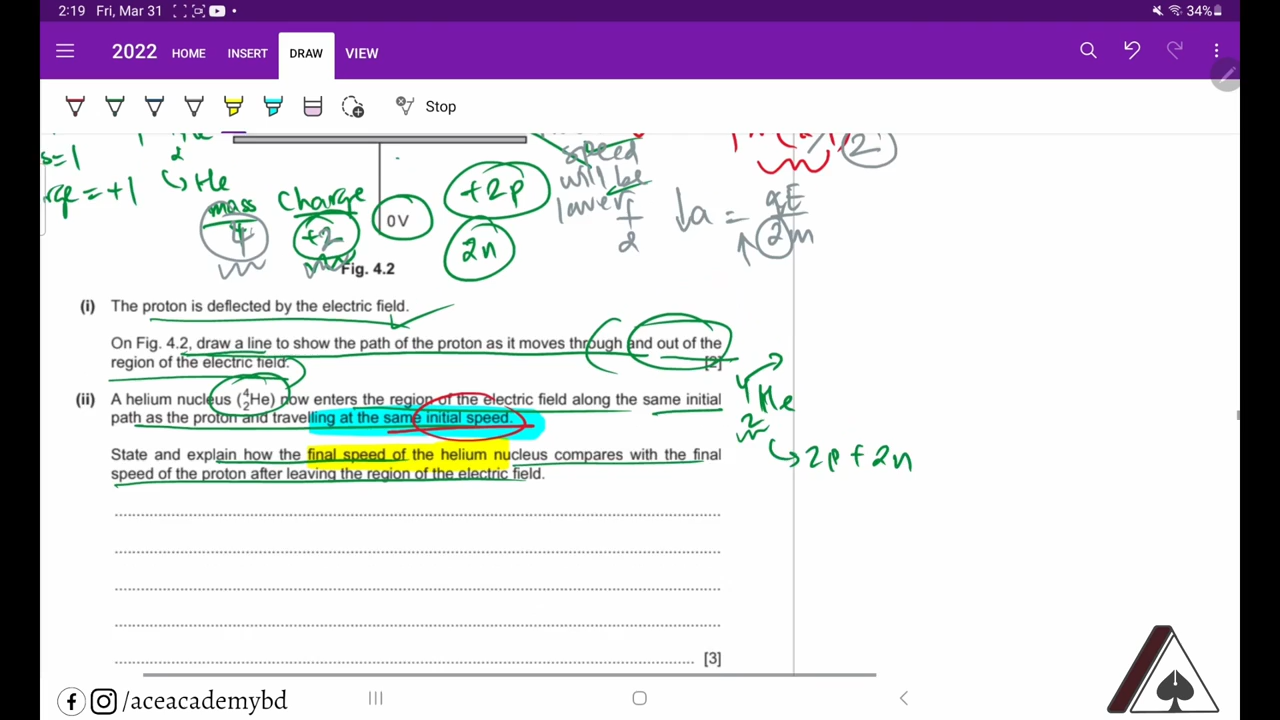 2:19 Fri, Mar 31
34%
2022 HOME INSERT DRAW VIEW
Stop
speed
will be
lower
s=1
He
+2p
mass charge
4 +2
0V
2n
↓a = qE
2m
Fig. 4.2
(i) The proton is deflected by the electric field.
On Fig. 4.2, draw a line to show the path of the proton as it moves through and out of the
region of the electric field. [2]
(ii) A helium nucleus (⁴₂He) now enters the region of the electric field along the same initial
path as the proton and travelling at the same initial speed.
4 He
2
State and explain how the final speed of the helium nucleus compares with the final
speed of the proton after leaving the region of the electric field.
2p + 2n
[3]
/aceacademybd